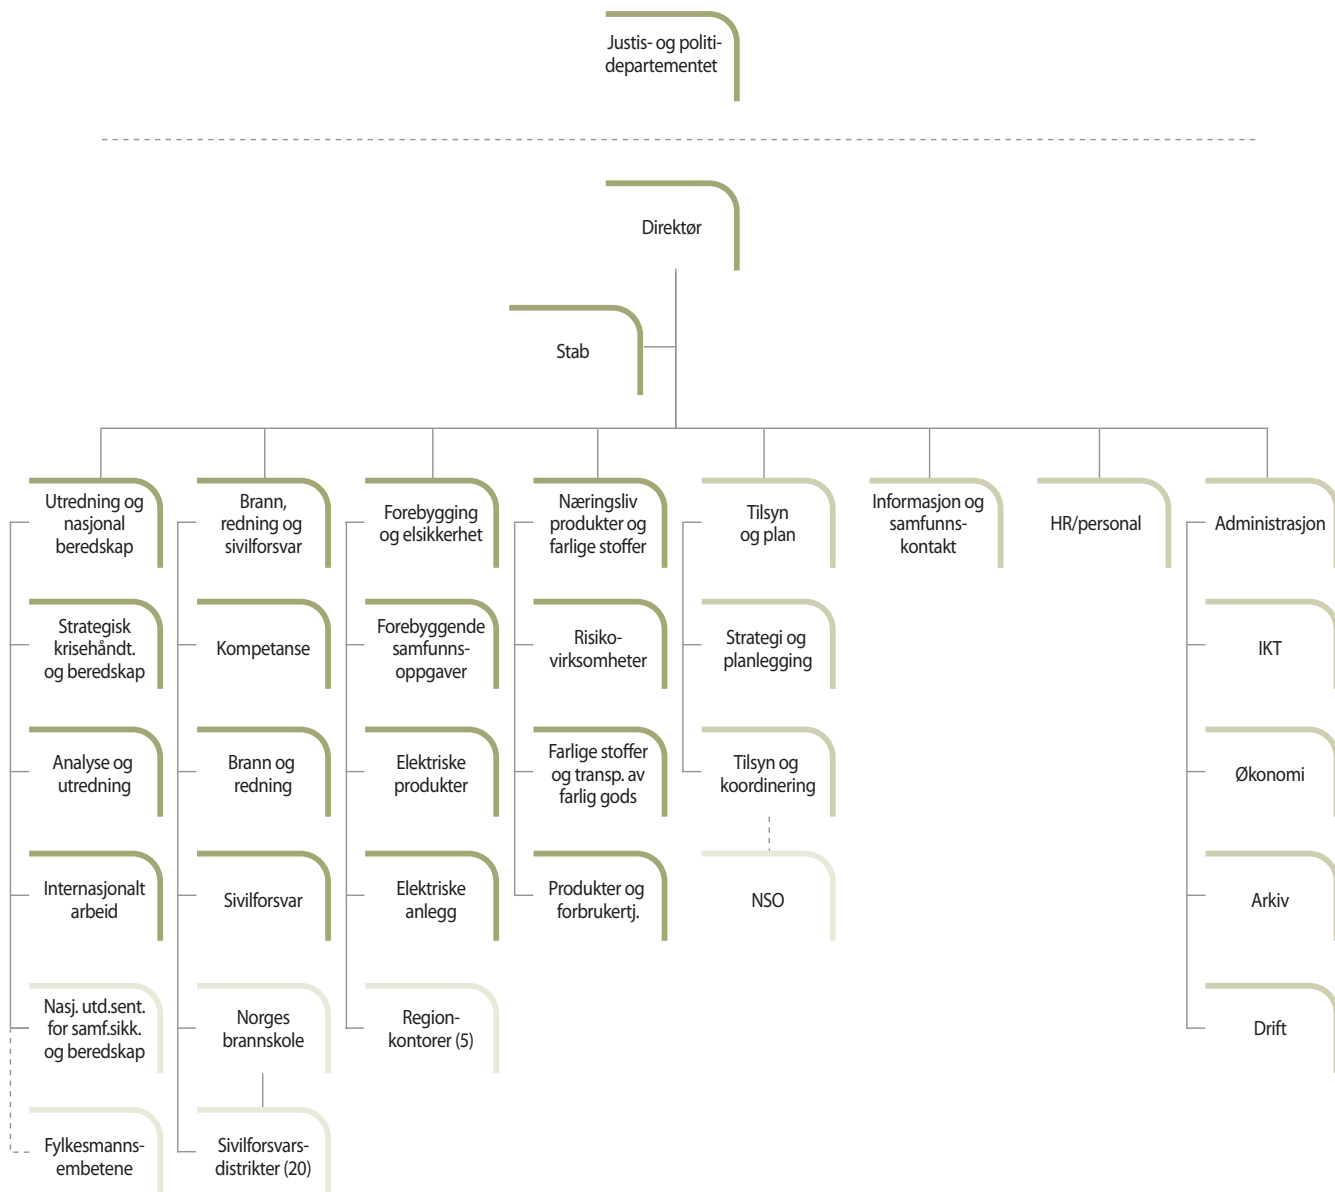 Justis- og politi-
departementet
Direktør
Stab
Utredning og
nasjonal
beredskap
Brann,
redning og
sivilforsvar
Forebygging
og elsikkerhet
Næringsliv
produkter og
farlige stoffer
Tilsyn
og plan
Informasjon og
samfunns-
kontakt
HR/personal
Administrasjon
Strategisk
krisehåndt.
og beredskap
Kompetanse
Forebyggende
samfunns-
oppgaver
Risiko-
virksomheter
Strategi og
planlegging
IKT
Analyse og
utredning
Brann og
redning
Elektriske
produkter
Farlige stoffer
og transp. av
farlig gods
Tilsyn og
koordinering
Økonomi
Internasjonalt
arbeid
Sivilforsvar
Elektriske
anlegg
Produkter og
forbrukertj.
NSO
Arkiv
Nasj. utd.sent.
for samf.sikk.
og beredskap
Norges
brannskole
Region-
kontorer (5)
Drift
Fylkesmanns-
embetene
Sivilforsvars-
distrikter (20)